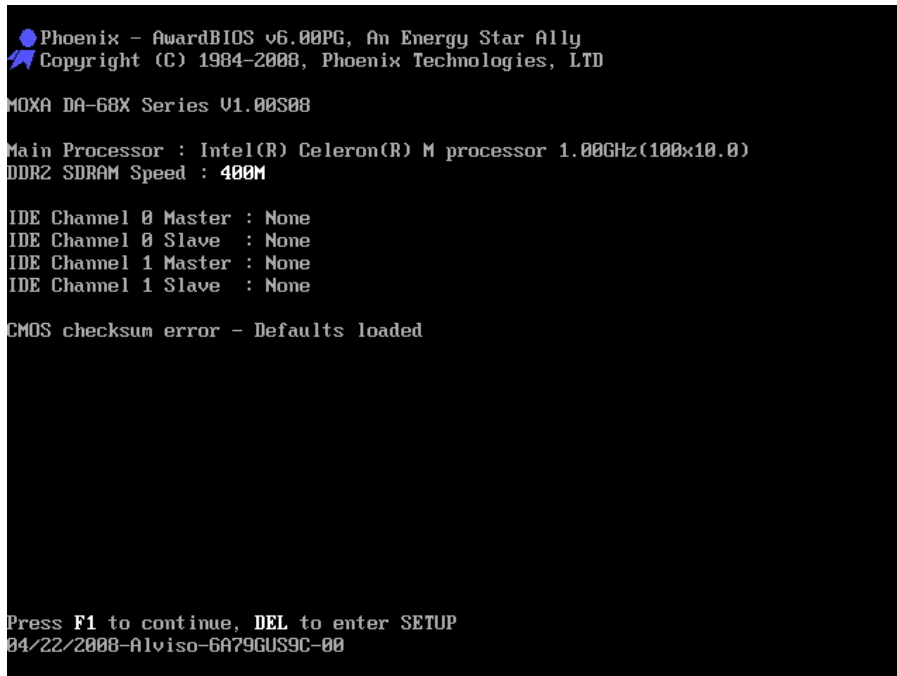 Phoenix - AwardBIOS v6.00PG, An Energy Star Ally
Copyright (C) 1984-2008, Phoenix Technologies, LTD
MOXA DA-68X Series V1.00S08
Main Processor : Intel(R) Celeron(R) M processor 1.00GHz(100x10.0)
DDR2 SDRAM Speed : 400M
IDE Channel 0 Master : None
IDE Channel 0 Slave  : None
IDE Channel 1 Master : None
IDE Channel 1 Slave  : None
CMOS checksum error - Defaults loaded
Press F1 to continue, DEL to enter SETUP
04/22/2008-Alviso-6A79GUS9C-00